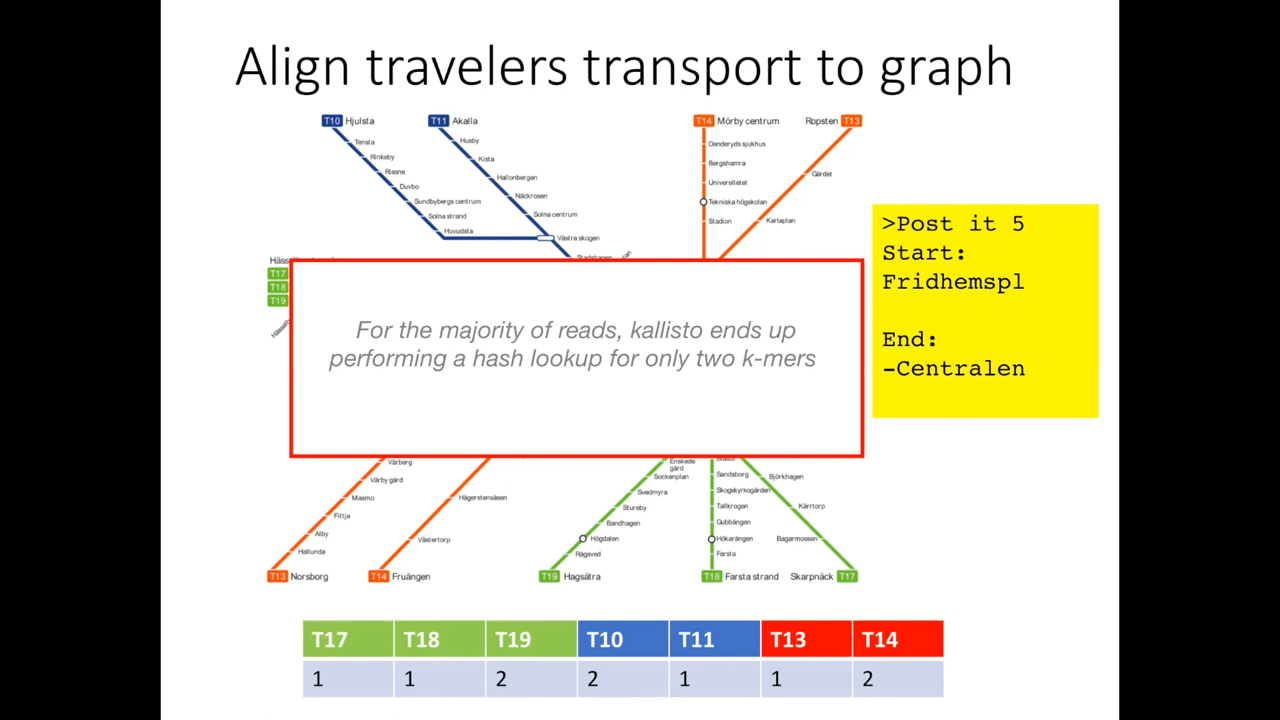 Align travelers transport to graph
T10 Hjulsta
T11 Akalla
T14 Mörby centrum
Ropsten T13
Tensta
Rinkeby
Rissne
Duvbo
Sundbybergs centrum
Solna strand
Huvudsta
Husby
Kista
Hallonbergen
Näckrosen
Solna centrum
Västra skogen
Stadshagen
Danderyds sjukhus
Bergshamra
Universitetet
Tekniska högskolan
Stadion
Gärdet
Karlaplan
T17
T18
T19
For the majority of reads, kallisto ends up
performing a hash lookup for only two k-mers
>Post it 5
Start:
Fridhemspl
End:
-Centralen
Vårberg
Vårby gård
Masmo
Fittja
Alby
Hallunda
T13 Norsborg
Hägerstensåsen
Västertorp
T14 Fruängen
Enskede
gård
Sockenplan
Svedmyra
Stureby
Bandhagen
Högdalen
Rågsved
T19 Hagsätra
Sandsborg
Skogskyrkogården
Tallkrogen
Gubbängen
Hökarängen
Farsta
T18 Farsta strand
Björkhagen
Kärrtorp
Bagarmossen
Skarpnäck T17
T17 T18 T19 T10 T11 T13 T14
1 1 2 2 1 1 2